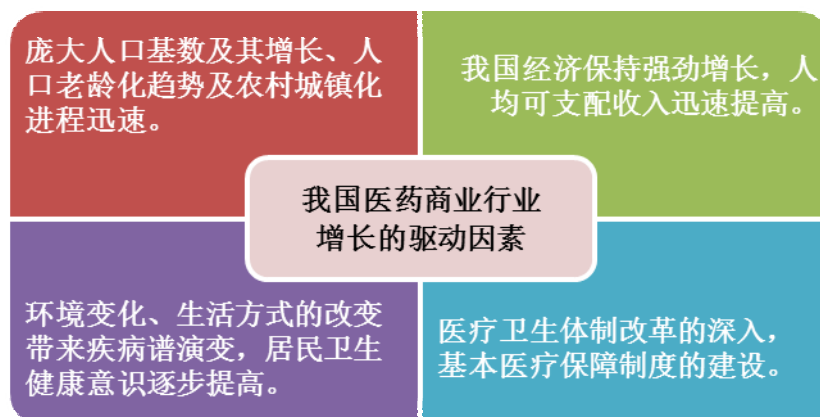 庞大人口基数及其增长、人
口老龄化趋势及农村城镇化
进程迅速。
我国经济保持强劲增长，人
均可支配收入迅速提高。
我国医药商业行业
增长的驱动因素
环境变化、生活方式的改变
带来疾病谱演变，居民卫生
健康意识逐步提高。
医疗卫生体制改革的深入，
基本医疗保障制度的建设。